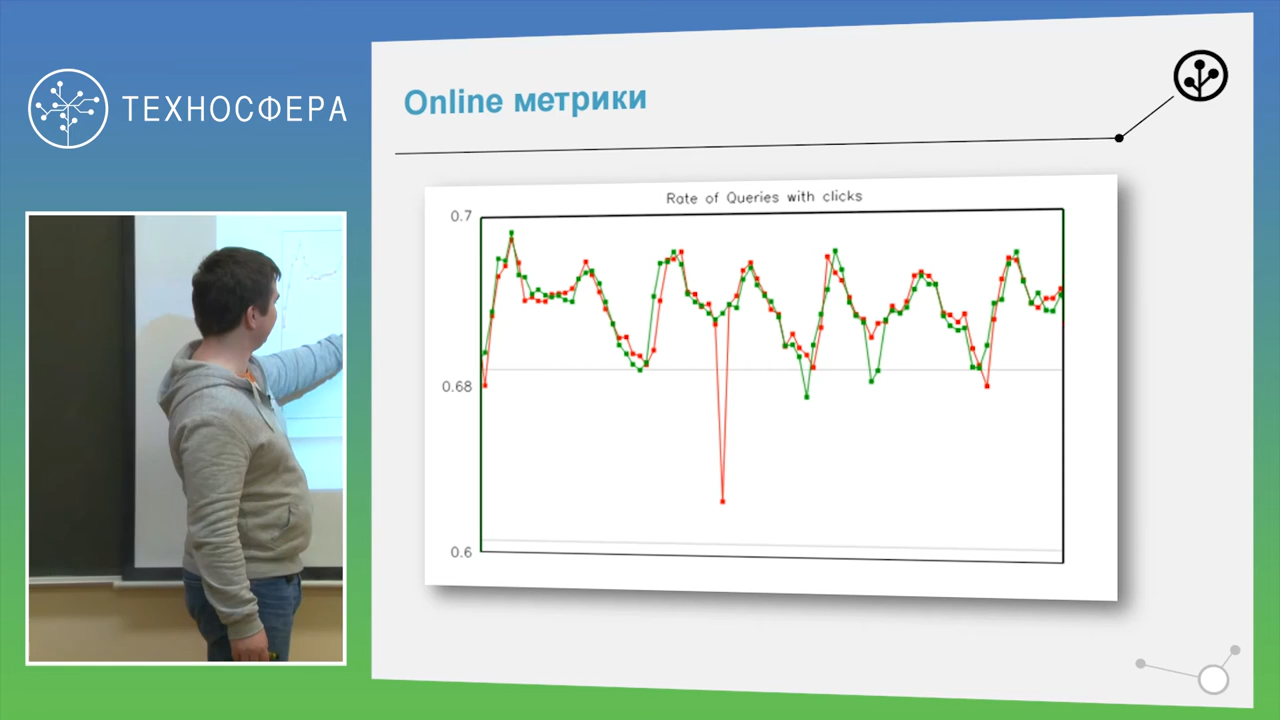 ТЕХНОСФЕРА
Online метрики
Rate of Queries with clicks
0.7
0.68
0.6